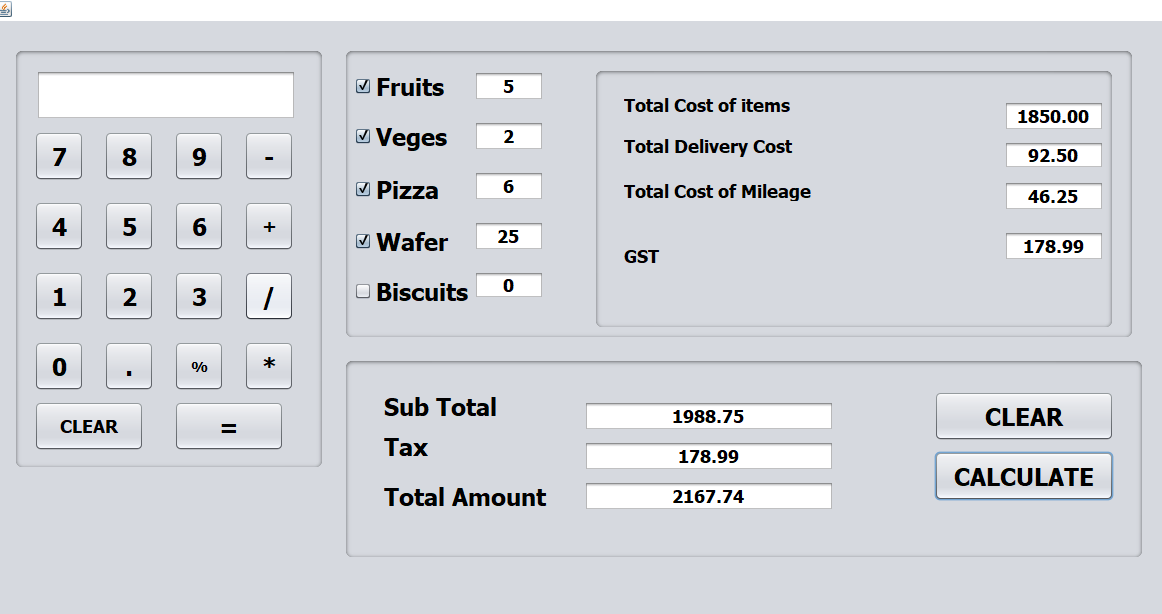 7 8 9 -
4 5 6 +
1 2 3 /
0 . % *
CLEAR =
Fruits 5
Veges 2
Pizza 6
Wafer 25
Biscuits 0
Total Cost of items 1850.00
Total Delivery Cost 92.50
Total Cost of Mileage 46.25
GST 178.99
Sub Total 1988.75
Tax 178.99
Total Amount 2167.74
CLEAR
CALCULATE